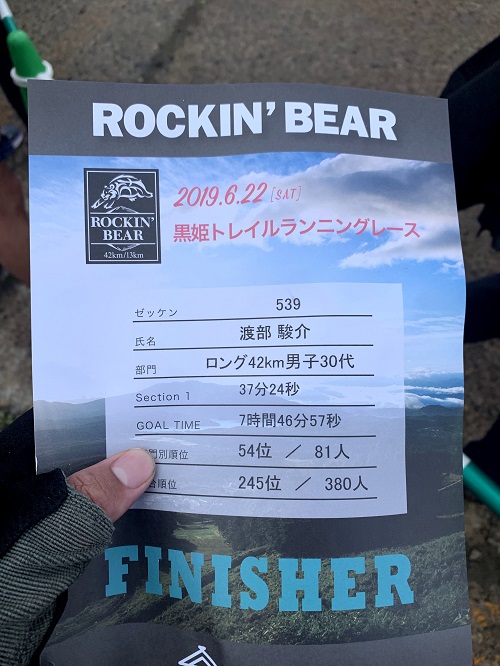 ROCKIN' BEAR
2019.6.22 [SAT]
黒姫トレイルランニングレース
ROCKIN'
BEAR
42km/13km
ゼッケン 539
氏名 渡部 駿介
部門 ロング42km男子30代
Section 1 37分24秒
GOAL TIME 7時間46分57秒
別順位 54位 / 81人
順位 245位 / 380人
FINISHER